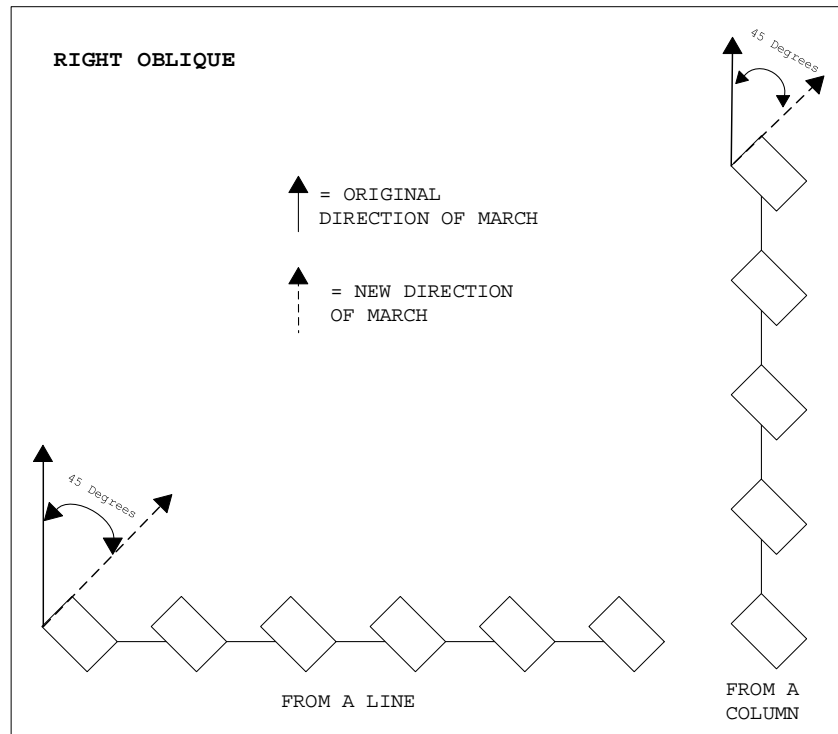 RIGHT OBLIQUE
45 Degrees
= ORIGINAL
DIRECTION OF MARCH
= NEW DIRECTION
OF MARCH
45 Degrees
FROM A LINE
FROM A
COLUMN